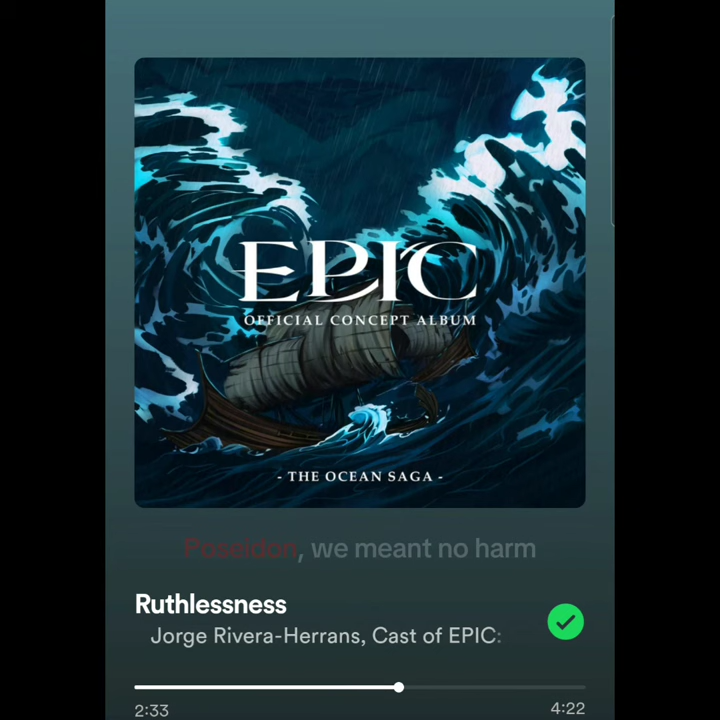 EPIC
OFFICIAL CONCEPT ALBUM
- THE OCEAN SAGA -
Poseidon, we meant no harm
Ruthlessness
Jorge Rivera-Herrans, Cast of EPIC:
2:33
4:22